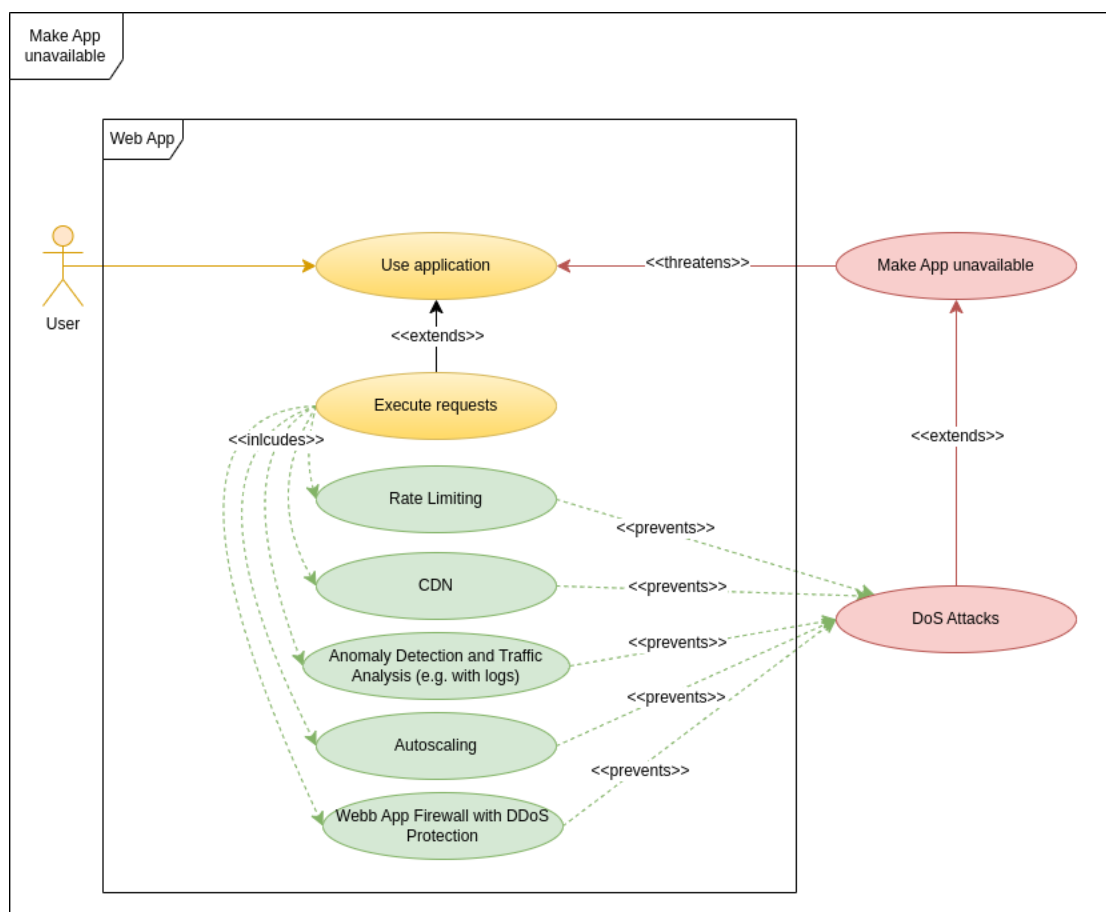 Make App
unavailable
Web App
User
Use application
<<threatens>>
Make App unavailable
<<extends>>
Execute requests
<<inlcudes>>
<<extends>>
Rate Limiting
<<prevents>>
CDN
<<prevents>>
DoS Attacks
Anomaly Detection and Traffic
Analysis (e.g. with logs)
<<prevents>>
Autoscaling
<<prevents>>
Webb App Firewall with DDoS
Protection
<<prevents>>